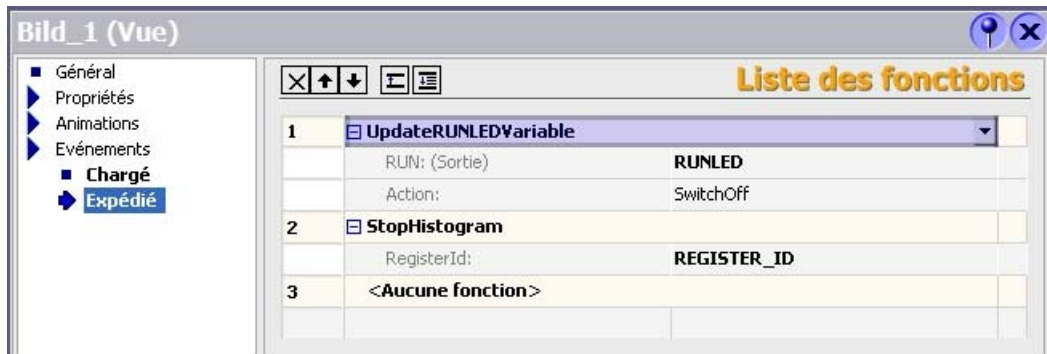 Bild_1 (Vue)
Général
Propriétés
Animations
Evénements
Chargé
Expédié
Liste des fonctions
1 UpdateRUNLEDVariable
RUN: (Sortie) RUNLED
Action: SwitchOff
2 StopHistogram
RegisterId: REGISTER_ID
3 <Aucune fonction>